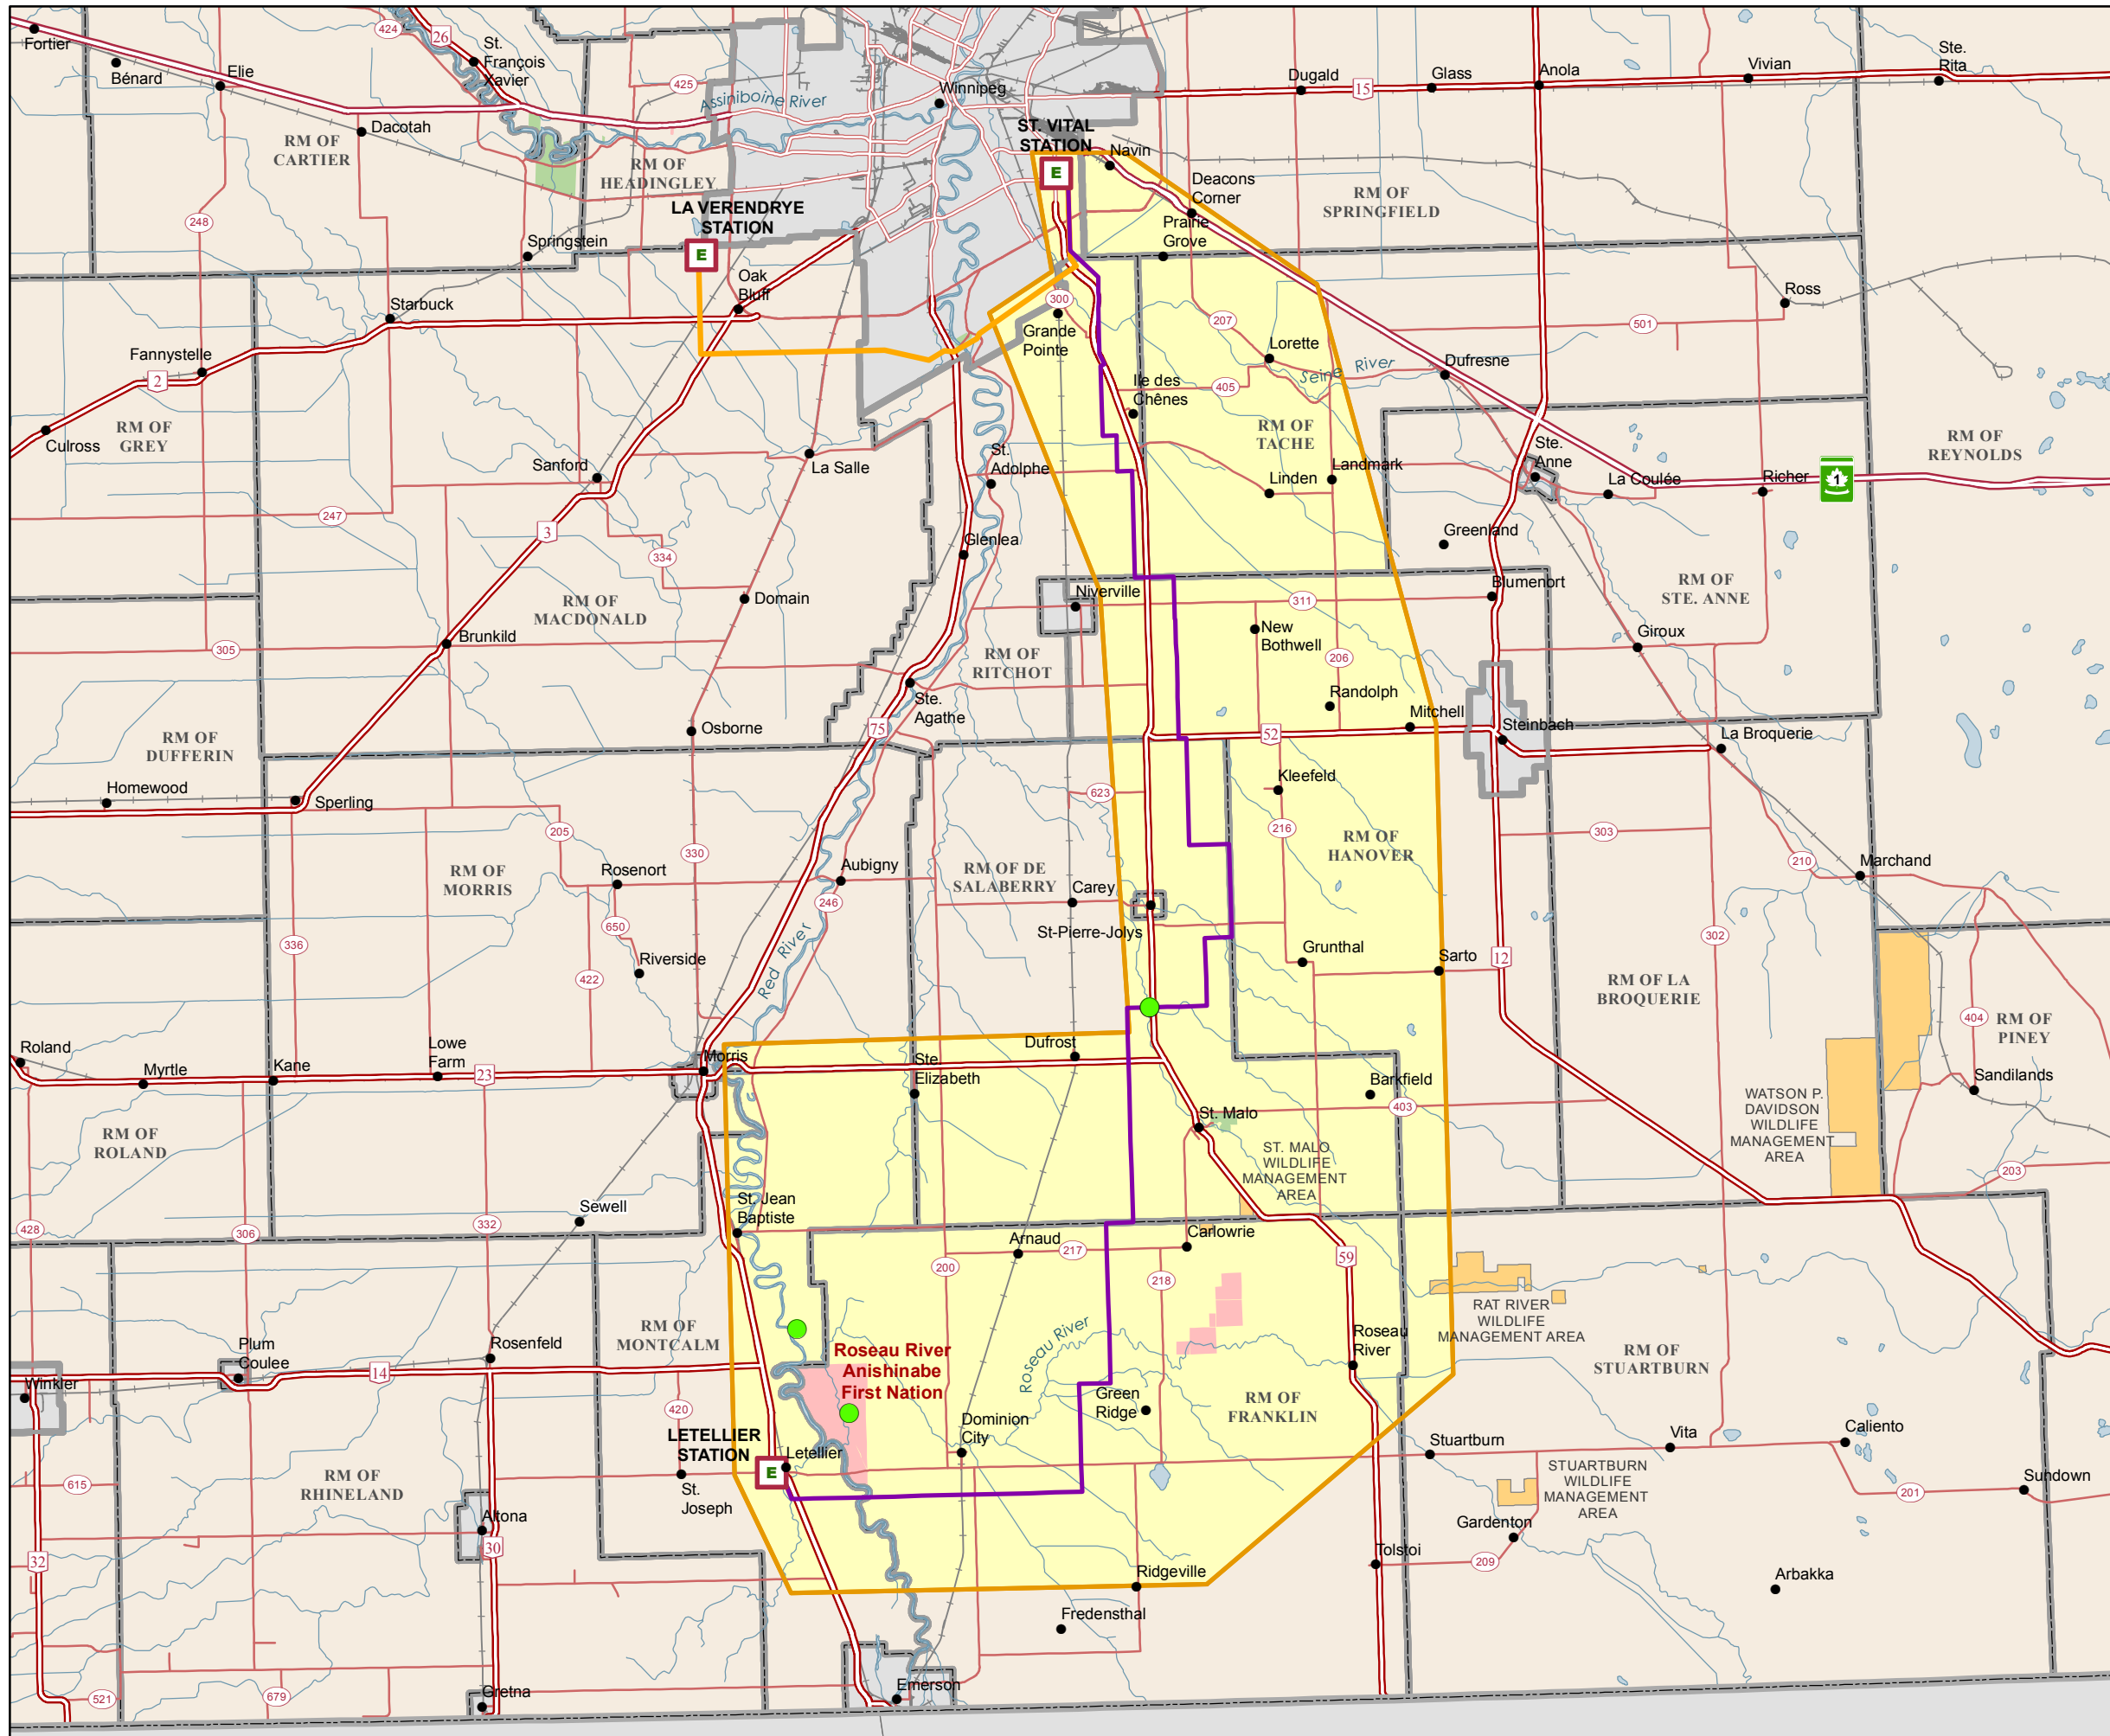 Fortier
Bénard
Elie
424
26
St.
François
Xavier
425
Assiniboine River
Winnipeg
Dugald
15
Glass
Anola
Vivian
Ste.
Rita
Dacotah
RM OF
CARTIER
RM OF
HEADINGLEY
ST. VITAL
STATION
E
Navin
Deacons
Corner
Prairie
Grove
RM OF
SPRINGFIELD
LA VERENDRYE
STATION
E
248
Springstein
Oak
Bluff
Starbuck
Fannystelle
2
RM OF
GREY
Culross
300
Grande
Pointe
207
Lorette
Seine River
Dufresne
501
Ross
Ile des
Chênes
405
RM OF
TACHE
Sanford
La Salle
St.
Adolphe
Linden
Landmark
Ste.
Anne
La Coulée
Richer
1
RM OF
REYNOLDS
247
3
334
Glenlea
Greenland
Domain
RM OF
MACDONALD
Niverville
311
Blumenort
RM OF
STE. ANNE
Brunkild
305
RM OF
RITCHOT
New
Bothwell
206
Giroux
Ste.
Agathe
Randolph
Mitchell
Osborne
75
52
Steinbach
La Broquerie
RM OF
DUFFERIN
Homewood
Sperling
Kleefeld
623
205
330
216
RM OF
HANOVER
303
RM OF
MORRIS
Rosenort
Aubigny
RM OF DE
SALABERRY
Carey
210
Marchand
246
650
St-Pierre-Jolys
336
Riverside
422
Red River
Grunthal
Sarto
12
302
RM OF LA
BROQUERIE
404
RM OF
PINEY
Roland
Myrtle
Kane
Lowe
Farm
23
Morris
Ste
Elizabeth
Dufrost
Barkfield
403
Sandilands
WATSON P.
DAVIDSON
WILDLIFE
MANAGEMENT
AREA
RM OF
ROLAND
St. Malo
ST. MALO
WILDLIFE
MANAGEMENT
AREA
203
428
306
332
Sewell
St. Jean
Baptiste
Arnaud
217
Carlowrie
200
218
59
RAT RIVER
WILDLIFE
MANAGEMENT AREA
RM OF
MONTCALM
Roseau River
Anishinabe
First Nation
Roseau River
Roseau
River
RM OF
STUARTBURN
Plum
Coulee
14
Rosenfeld
Winkler
420
LETELLIER
STATION
E
Letellier
Dominion
City
Green
Ridge
RM OF
FRANKLIN
Stuartburn
Vita
Caliento
615
RM OF
RHINELAND
St.
Joseph
STUARTBURN
WILDLIFE
MANAGEMENT
AREA
201
Sundown
Altona
30
32
Gardenton
209
Tolstoi
Arbakka
Ridgeville
Fredensthal
521
679
Gretna
Emerson